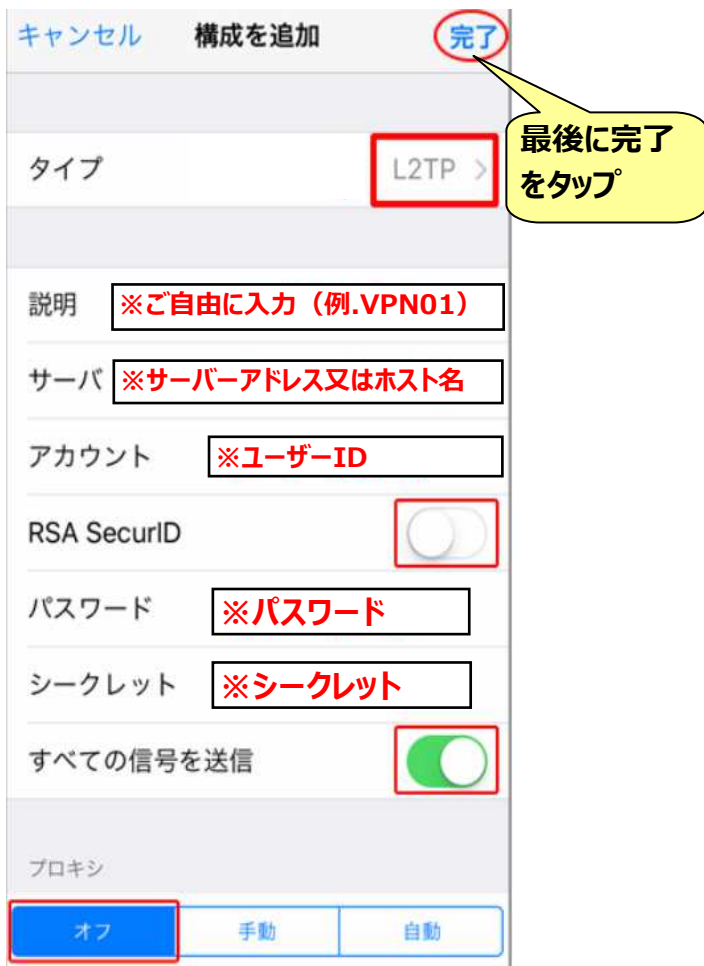 キャンセル 構成を追加 完了
最後に完了
をタップ
タイプ L2TP >
説明 ※ご自由に入力（例.VPN01）
サーバ ※サーバーアドレス又はホスト名
アカウント ※ユーザーID
RSA SecurID
パスワード ※パスワード
シークレット ※シークレット
すべての信号を送信
プロキシ
オフ 手動 自動